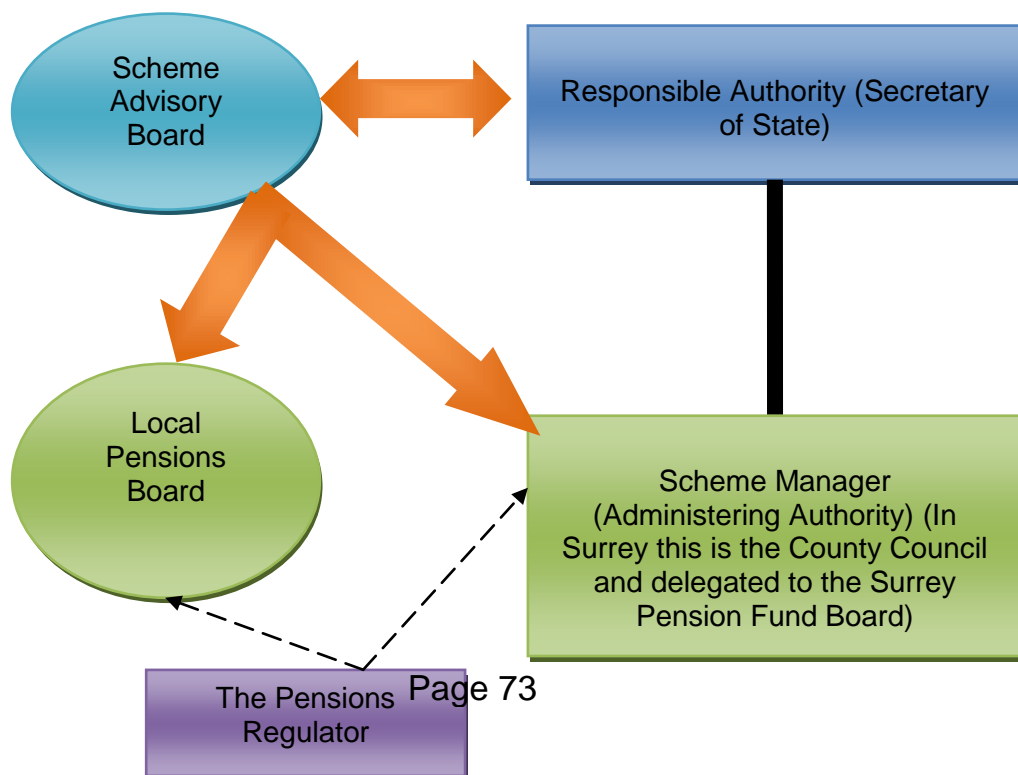 Scheme
Advisory
Board
Responsible Authority (Secretary
of State)
Local
Pensions
Board
Scheme Manager
(Administering Authority) (In
Surrey this is the County Council
and delegated to the Surrey
Pension Fund Board)
The Pensions
Regulator
Page 73